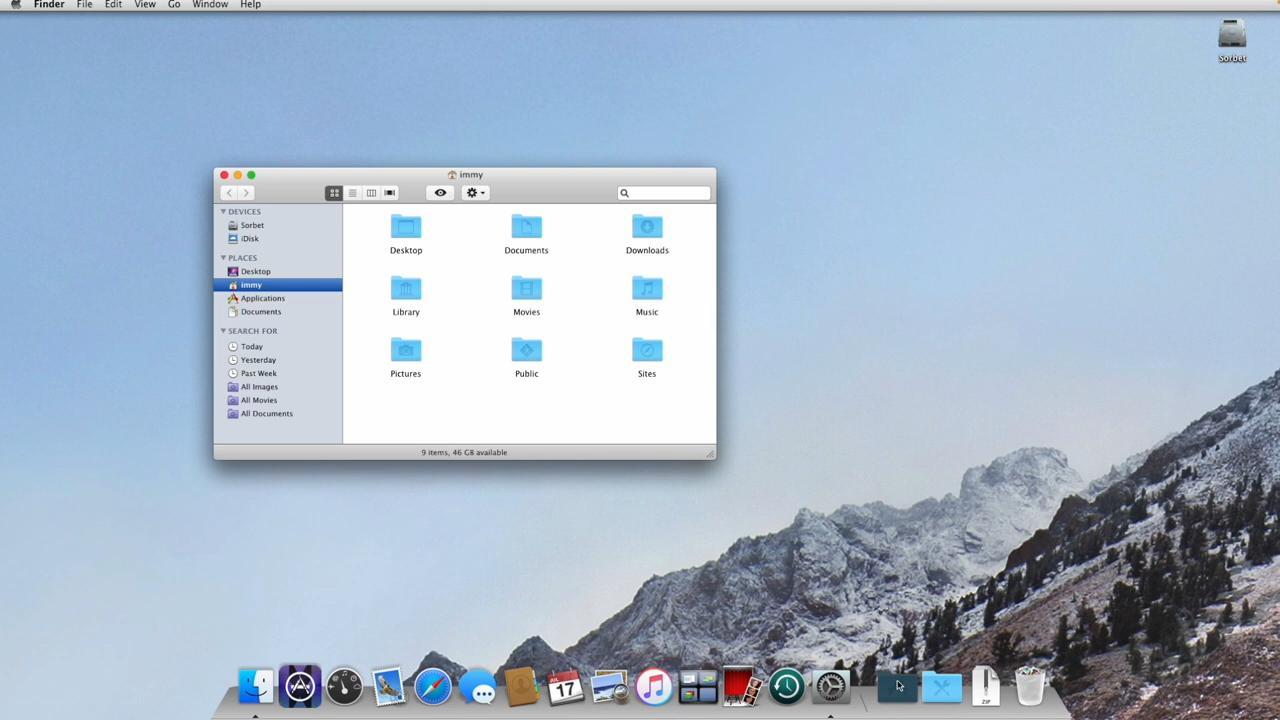 Finder File Edit View Go Window Help
Sorbet
immy
DEVICES
Sorbet
iDisk
PLACES
Desktop
immy
Applications
Documents
SEARCH FOR
Today
Yesterday
Past Week
All Images
All Movies
All Documents
Desktop Documents Downloads
Library Movies Music
Pictures Public Sites
9 items, 46 GB available
JUL
17
ZIP